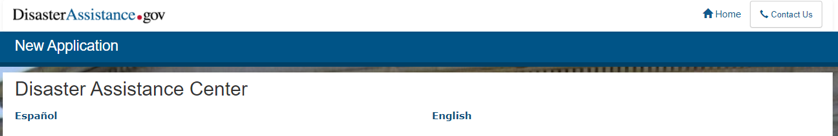 DisasterAssistance.gov Home Contact Us
New Application
Disaster Assistance Center
Español English